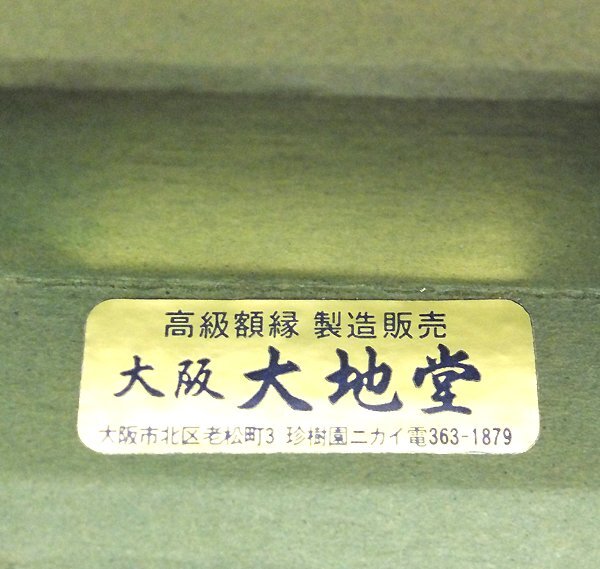 高級額縁 製造販売
大阪 大地堂
大阪市北区老松町3 珍樹園ニカイ電363-1879